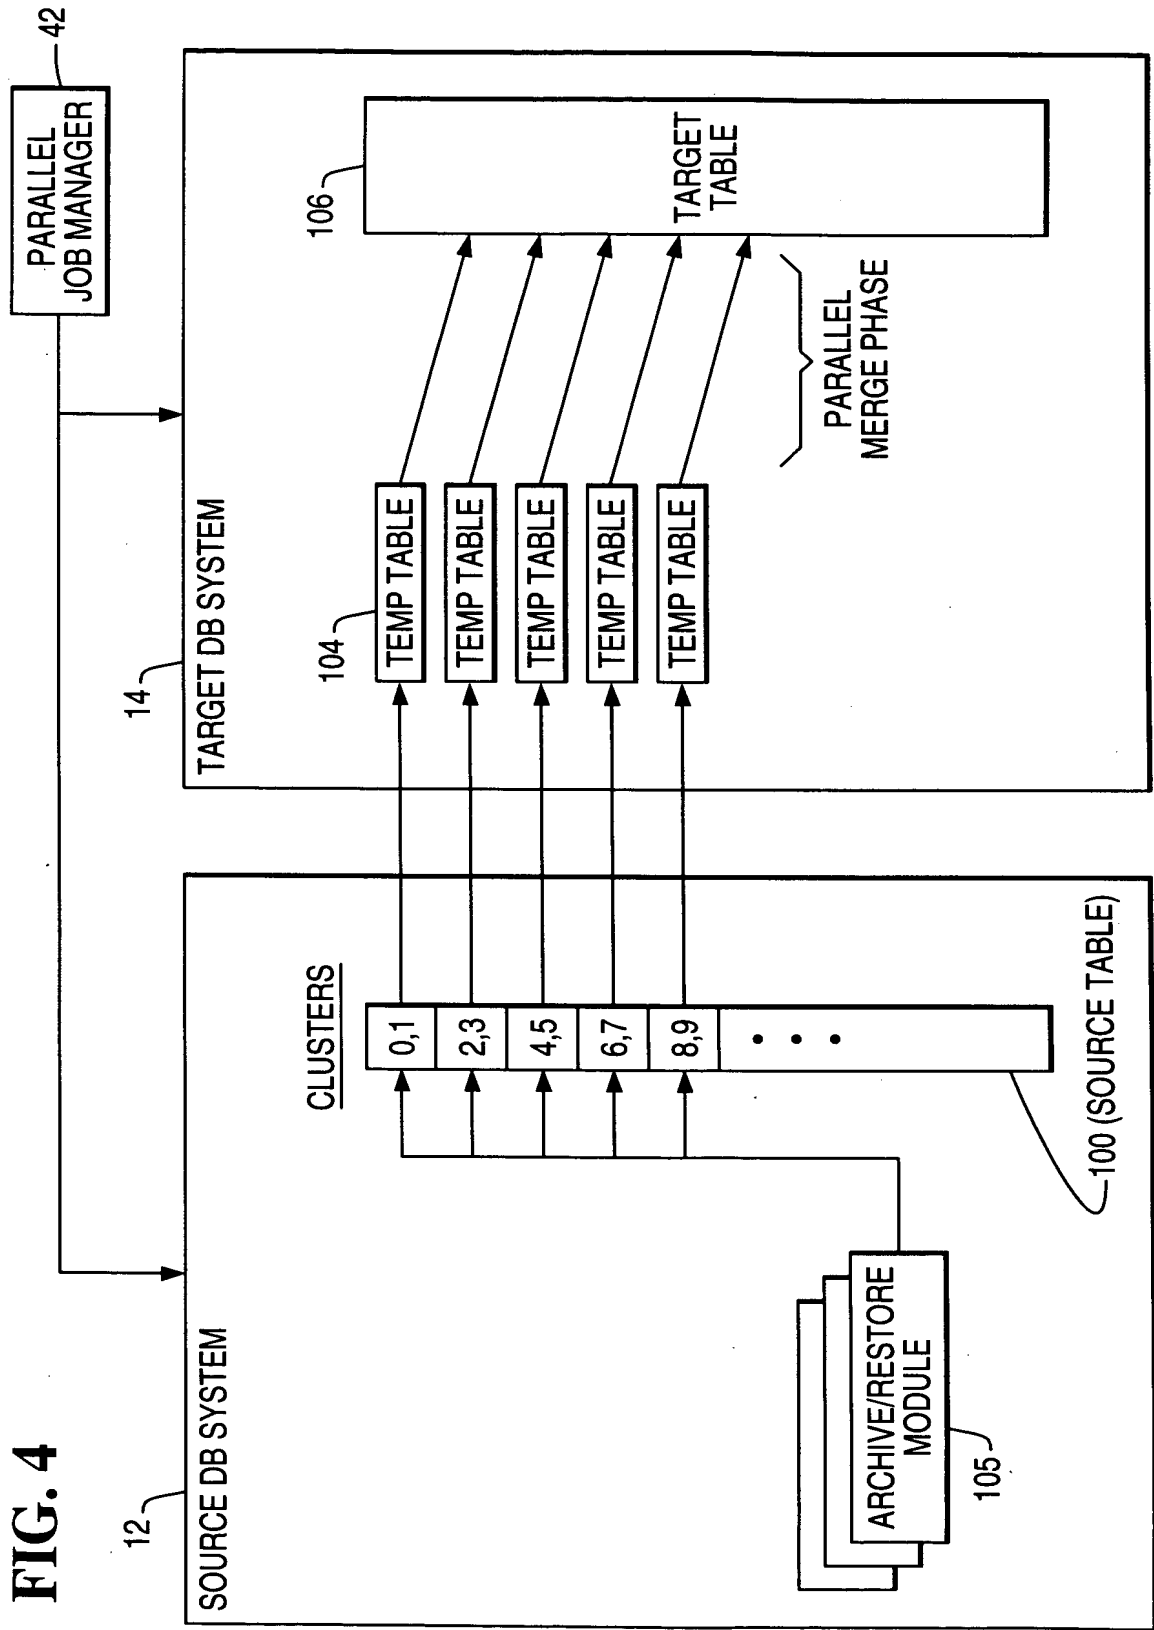 FIG. 4
PARALLEL
JOB MANAGER
42
12
SOURCE DB SYSTEM
CLUSTERS
0,1
2,3
4,5
6,7
8,9
100 (SOURCE TABLE)
ARCHIVE/RESTORE
MODULE
105
14
TARGET DB SYSTEM
104
TEMP TABLE
TEMP TABLE
TEMP TABLE
TEMP TABLE
TEMP TABLE
PARALLEL
MERGE PHASE
106
TARGET
TABLE